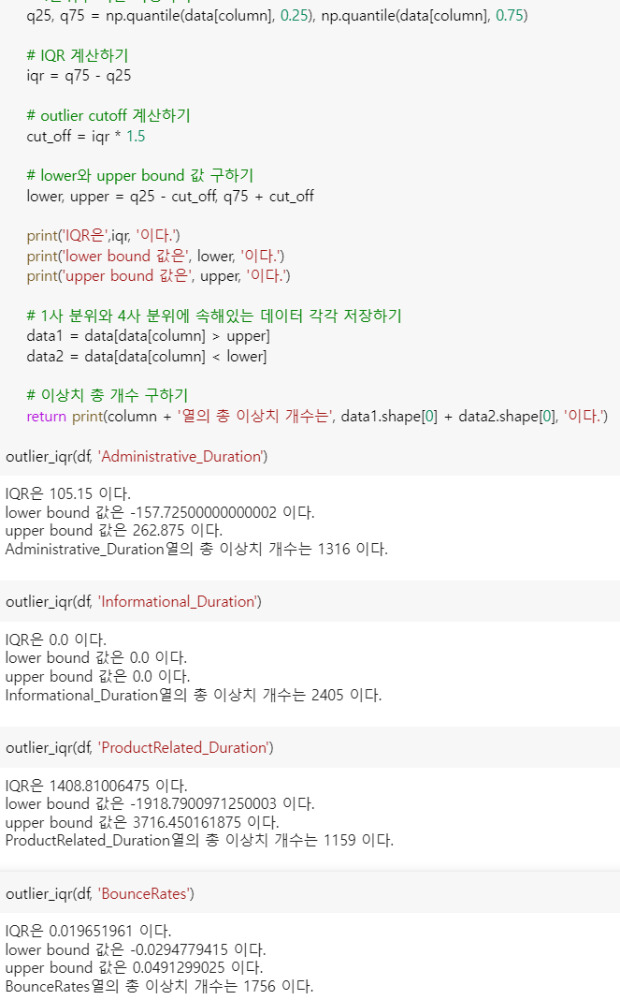 q25, q75 = np.quantile(data[column], 0.25), np.quantile(data[column], 0.75)
# IQR 계산하기
iqr = q75 - q25
# outlier cutoff 계산하기
cut_off = iqr * 1.5
# lower와 upper bound 값 구하기
lower, upper = q25 - cut_off, q75 + cut_off
print('IQR은',iqr, '이다.')
print('lower bound 값은', lower, '이다.')
print('upper bound 값은', upper, '이다.')
# 1사 분위와 4사 분위에 속해있는 데이터 각각 저장하기
data1 = data[data[column] > upper]
data2 = data[data[column] < lower]
# 이상치 총 개수 구하기
return print(column + '열의 총 이상치 개수는', data1.shape[0] + data2.shape[0], '이다.')
outlier_iqr(df, 'Administrative_Duration')
IQR은 105.15 이다.
lower bound 값은 -157.72500000000002 이다.
upper bound 값은 262.875 이다.
Administrative_Duration열의 총 이상치 개수는 1316 이다.
outlier_iqr(df, 'Informational_Duration')
IQR은 0.0 이다.
lower bound 값은 0.0 이다.
upper bound 값은 0.0 이다.
Informational_Duration열의 총 이상치 개수는 2405 이다.
outlier_iqr(df, 'ProductRelated_Duration')
IQR은 1408.81006475 이다.
lower bound 값은 -1918.7900971250003 이다.
upper bound 값은 3716.450161875 이다.
ProductRelated_Duration열의 총 이상치 개수는 1159 이다.
outlier_iqr(df, 'BounceRates')
IQR은 0.019651961 이다.
lower bound 값은 -0.0294779415 이다.
upper bound 값은 0.0491299025 이다.
BounceRates열의 총 이상치 개수는 1756 이다.